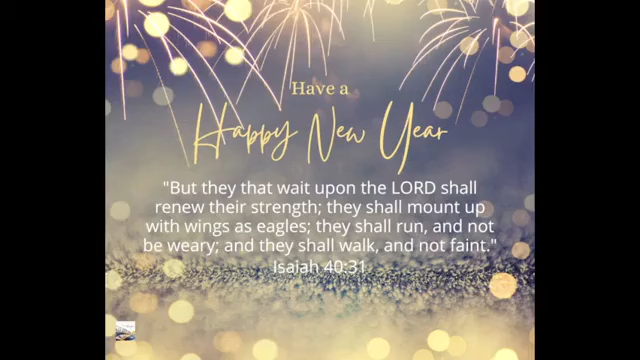 Have a
Happy New Year
"But they that wait upon the LORD shall
renew their strength; they shall mount up
with wings as eagles; they shall run, and not
be weary; and they shall walk, and not faint."
Isaiah 40:31